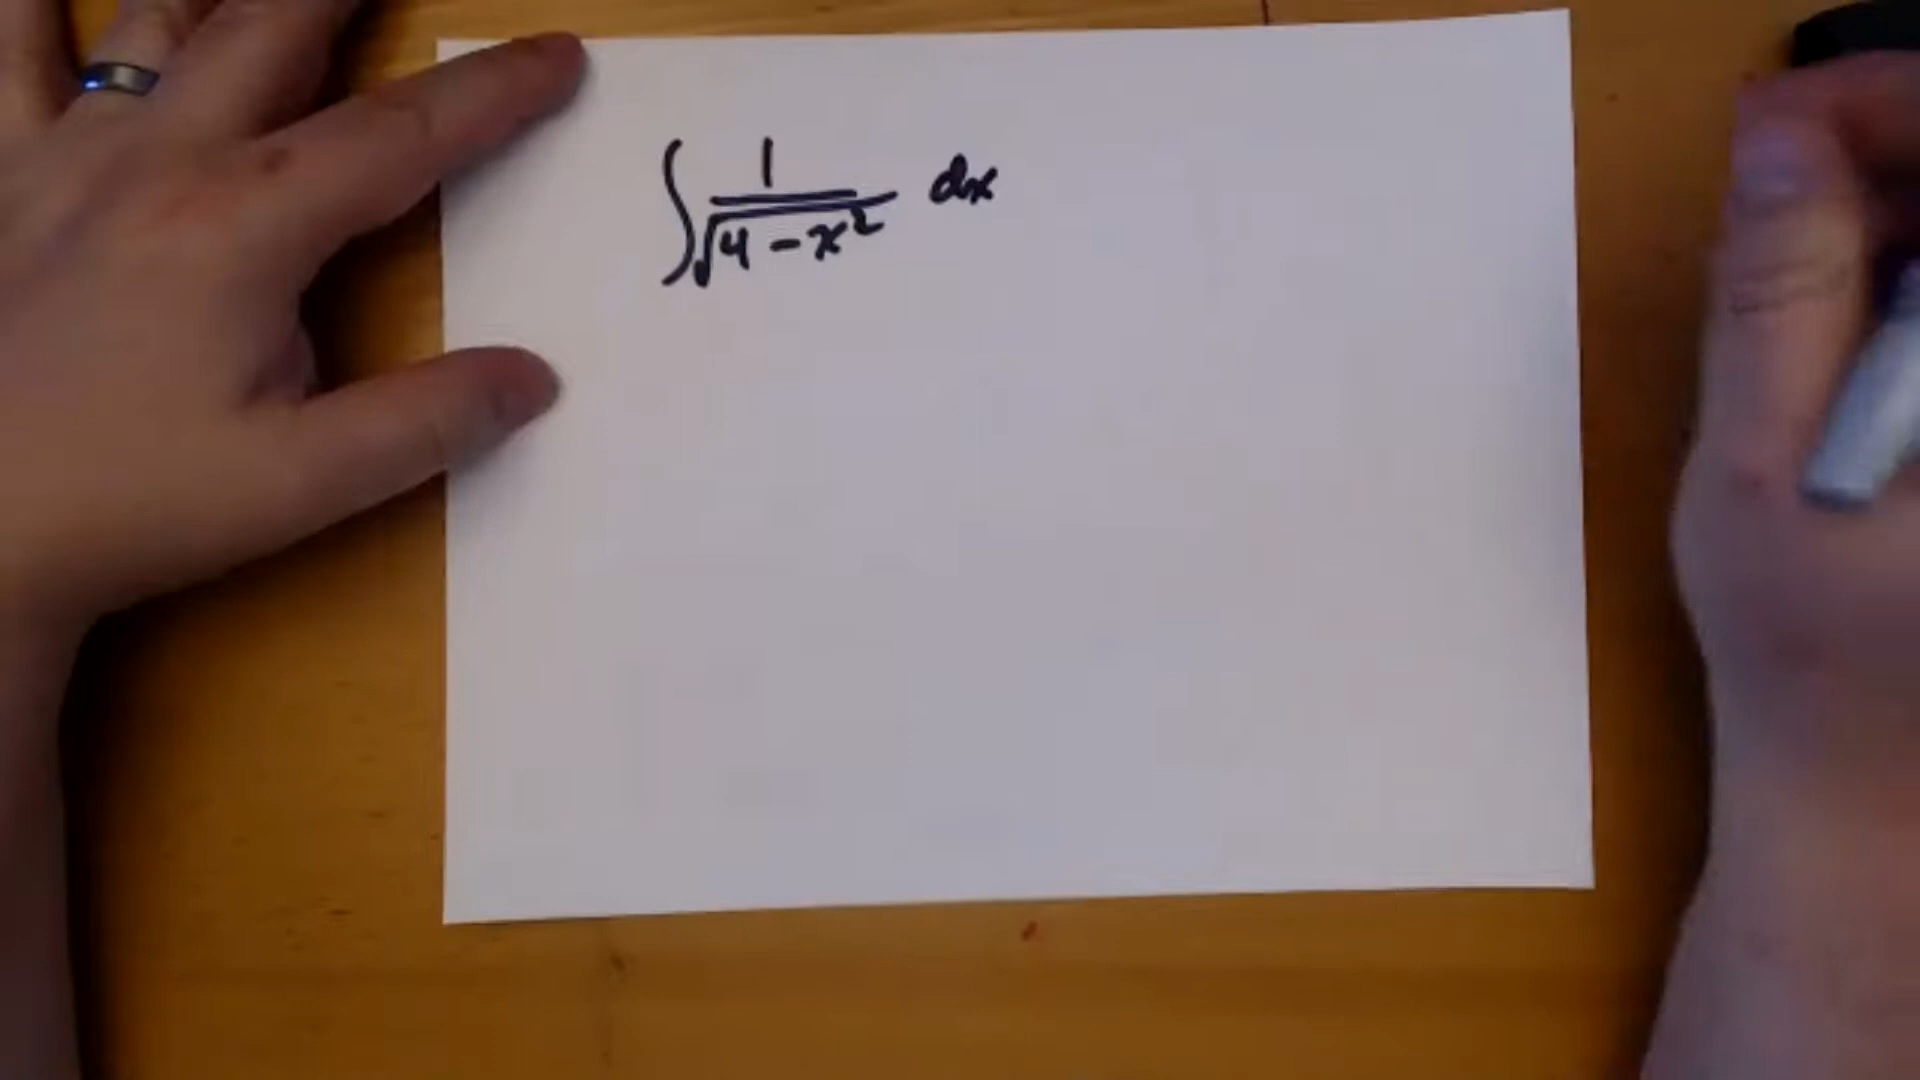 ∫ 1/√(4 - x²) dx